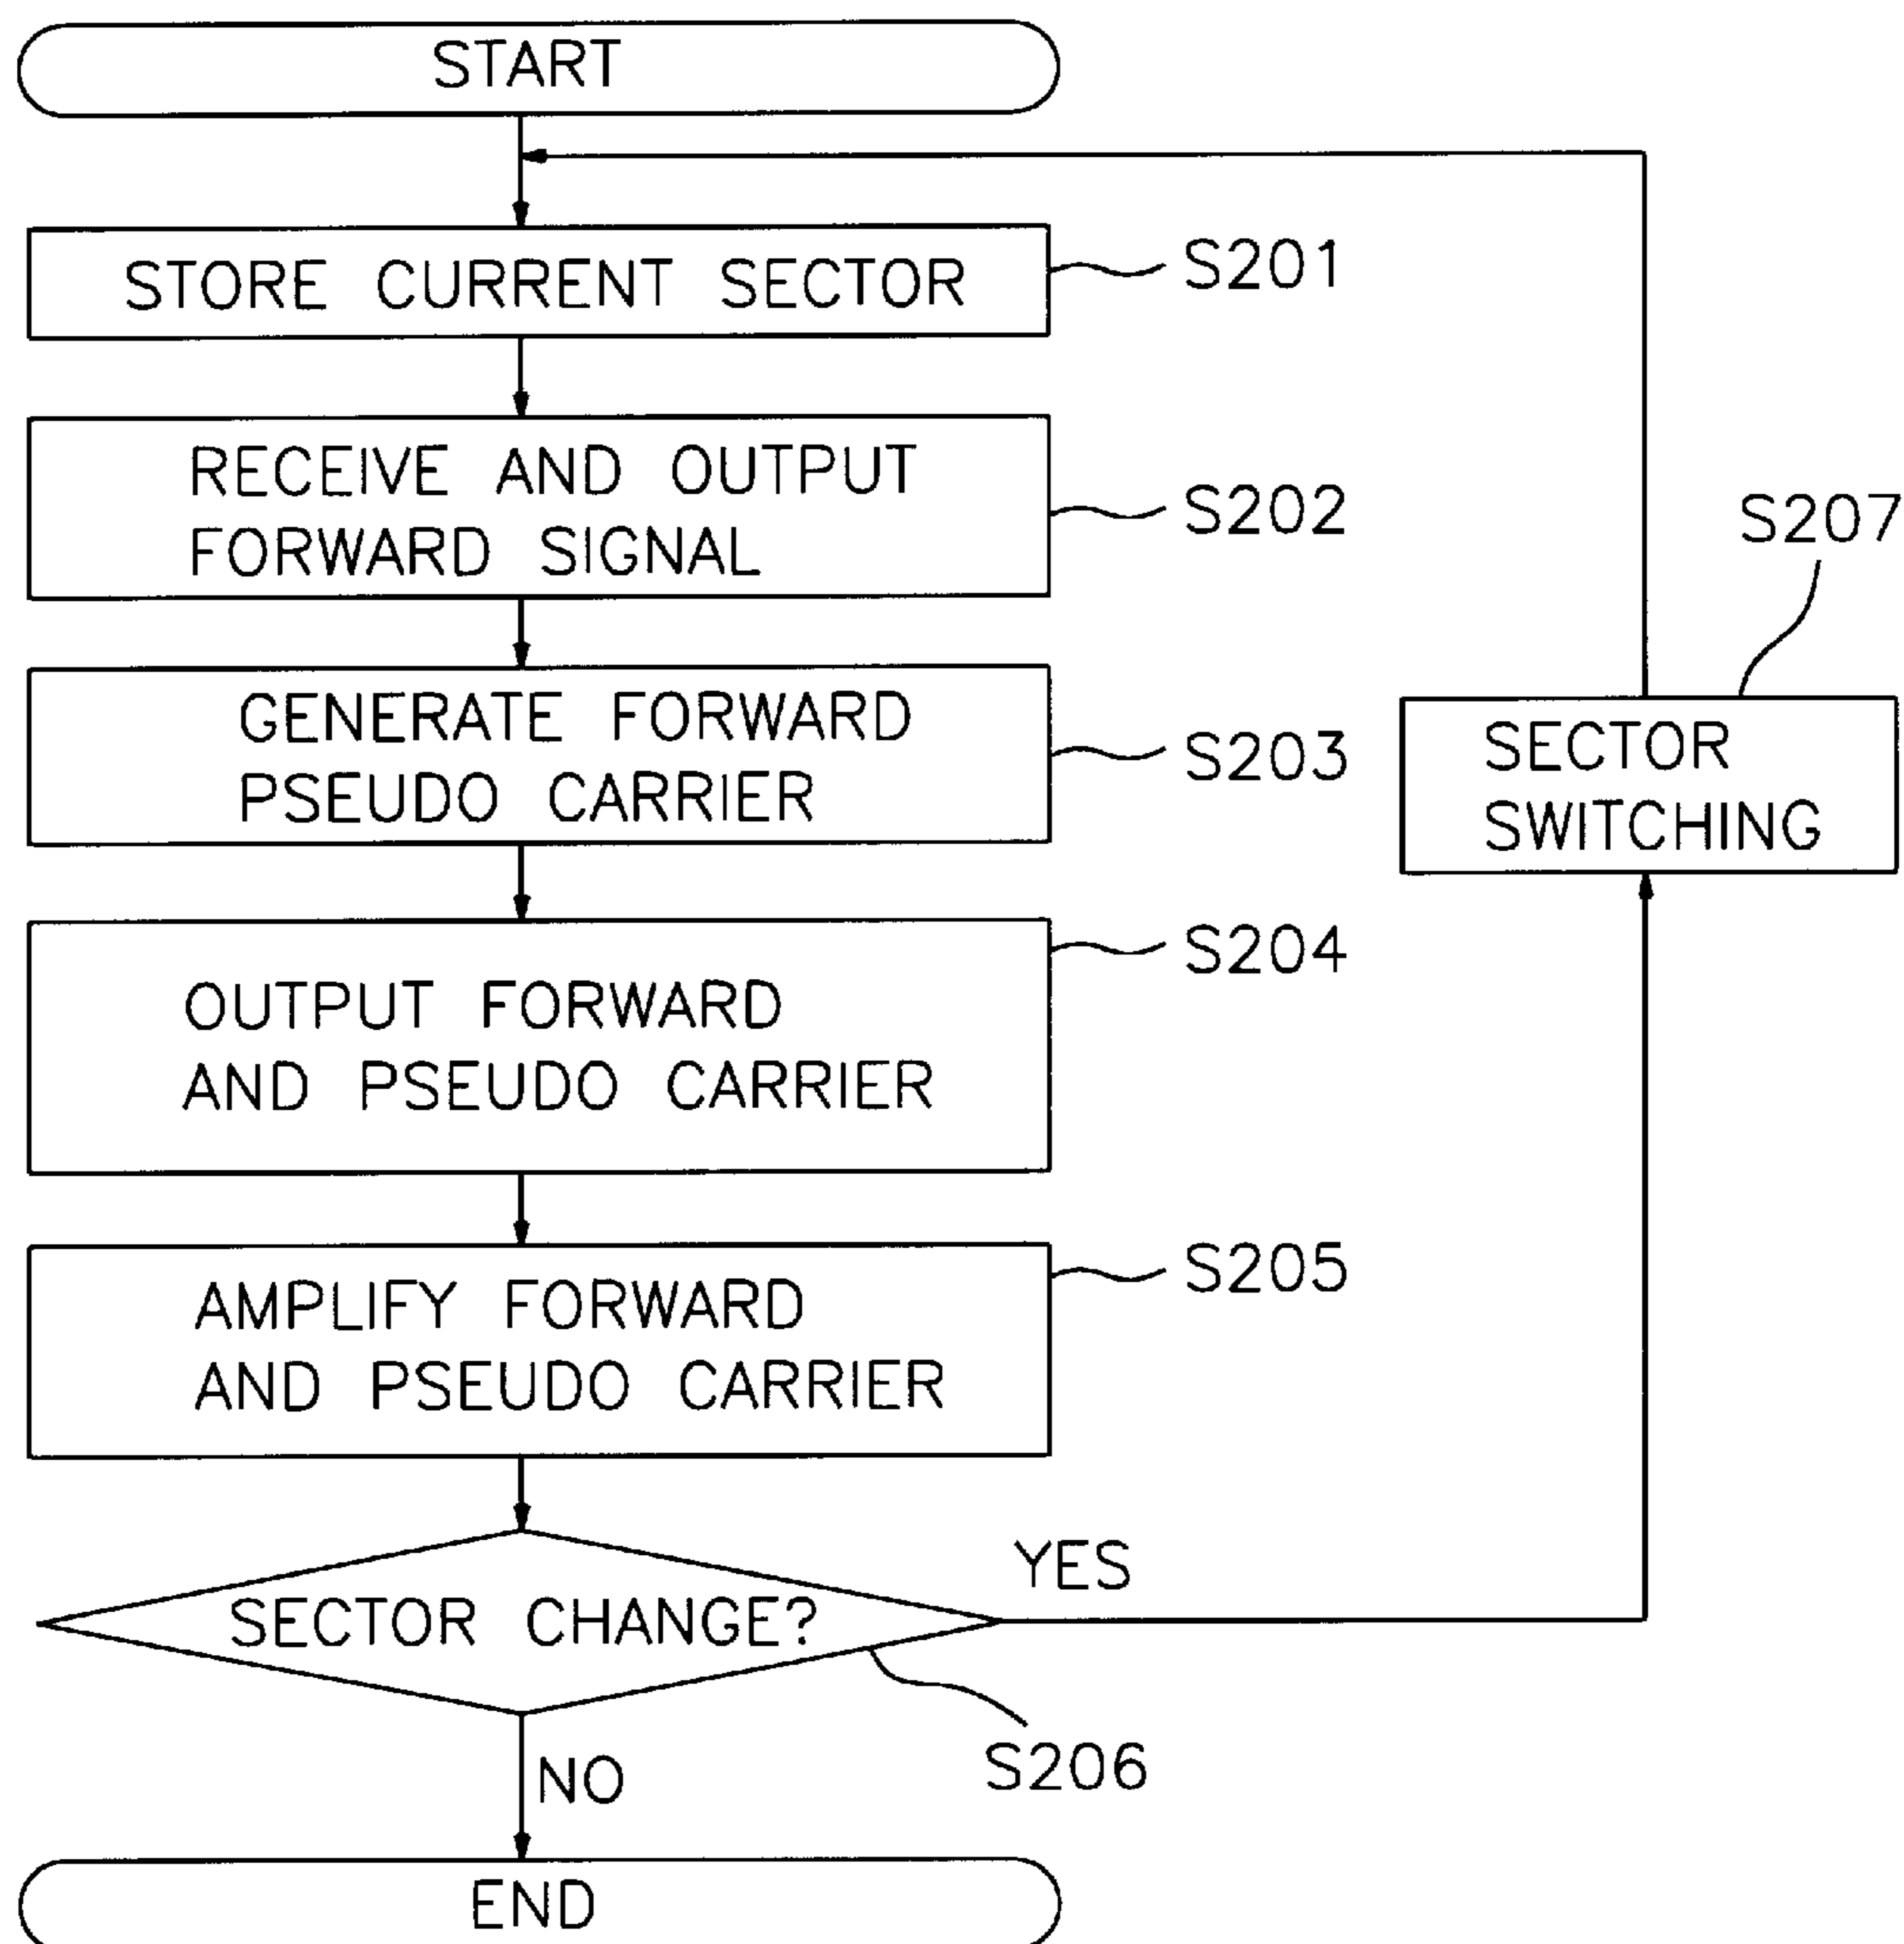 START
STORE CURRENT SECTOR
S201
RECEIVE AND OUTPUT
FORWARD SIGNAL
S202
GENERATE FORWARD
PSEUDO CARRIER
S203
SECTOR
SWITCHING
S207
OUTPUT FORWARD
AND PSEUDO CARRIER
S204
AMPLIFY FORWARD
AND PSEUDO CARRIER
S205
SECTOR CHANGE?
YES
S206
NO
END